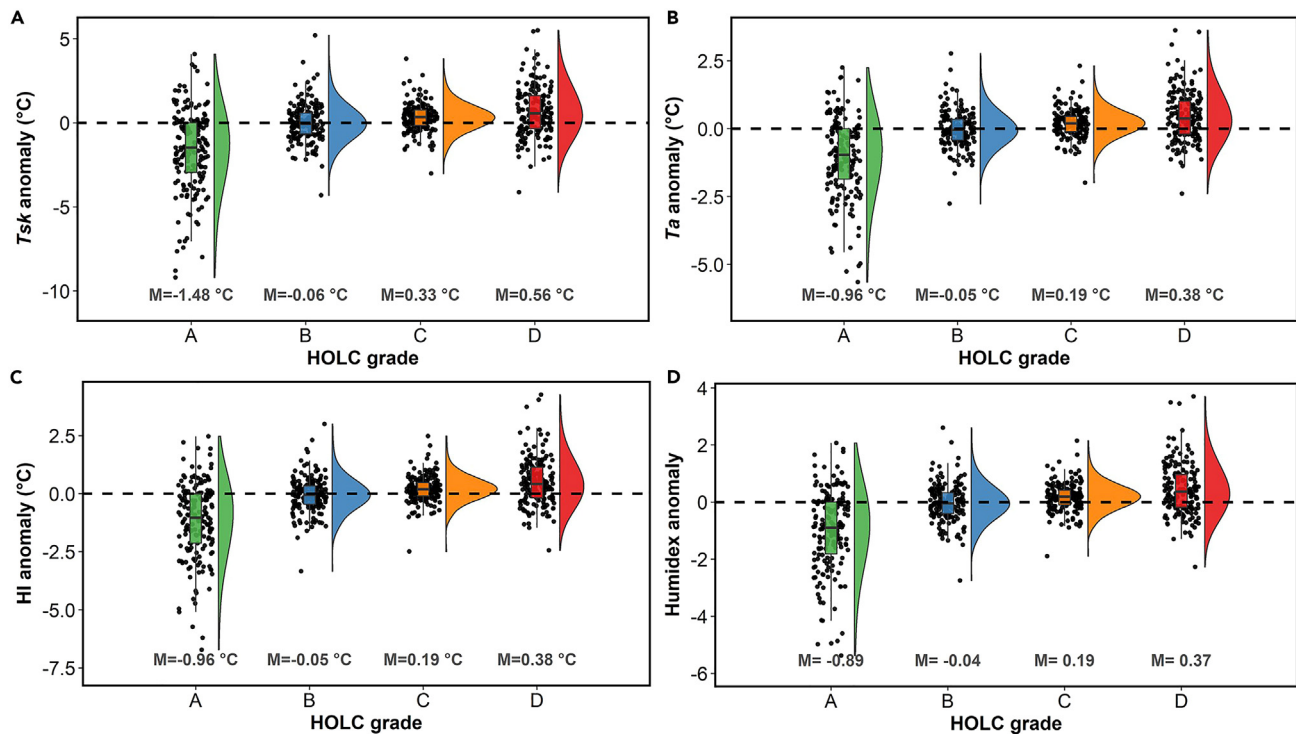 A
Tsk anomaly (°C)
5
0
-5
-10
M=-1.48 °C M=-0.06 °C M=0.33 °C M=0.56 °C
A B C D
HOLC grade
B
Ta anomaly (°C)
2.5
0.0
-2.5
-5.0
M=-0.96 °C M=-0.05 °C M=0.19 °C M=0.38 °C
A B C D
HOLC grade
C
HI anomaly (°C)
2.5
0.0
-2.5
-5.0
-7.5
M=-0.96 °C M=-0.05 °C M=0.19 °C M=0.38 °C
A B C D
HOLC grade
D
Humidex anomaly
4
2
0
-2
-4
-6
M= -0.89 M= -0.04 M= 0.19 M= 0.37
A B C D
HOLC grade